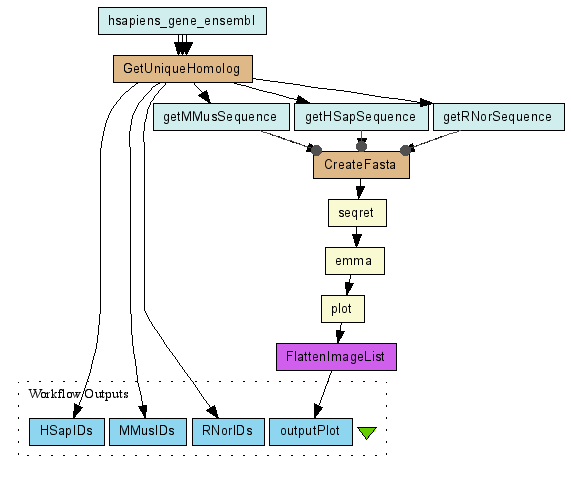 hsapiens_gene_ensembl
GetUniqueHomolog
getMMusSequence getHSapSequence getRNorSequence
CreateFasta
seqret
emma
plot
FlattenImageList
Workflow Outputs
HSapIDs MMusIDs RNorIDs outputPlot